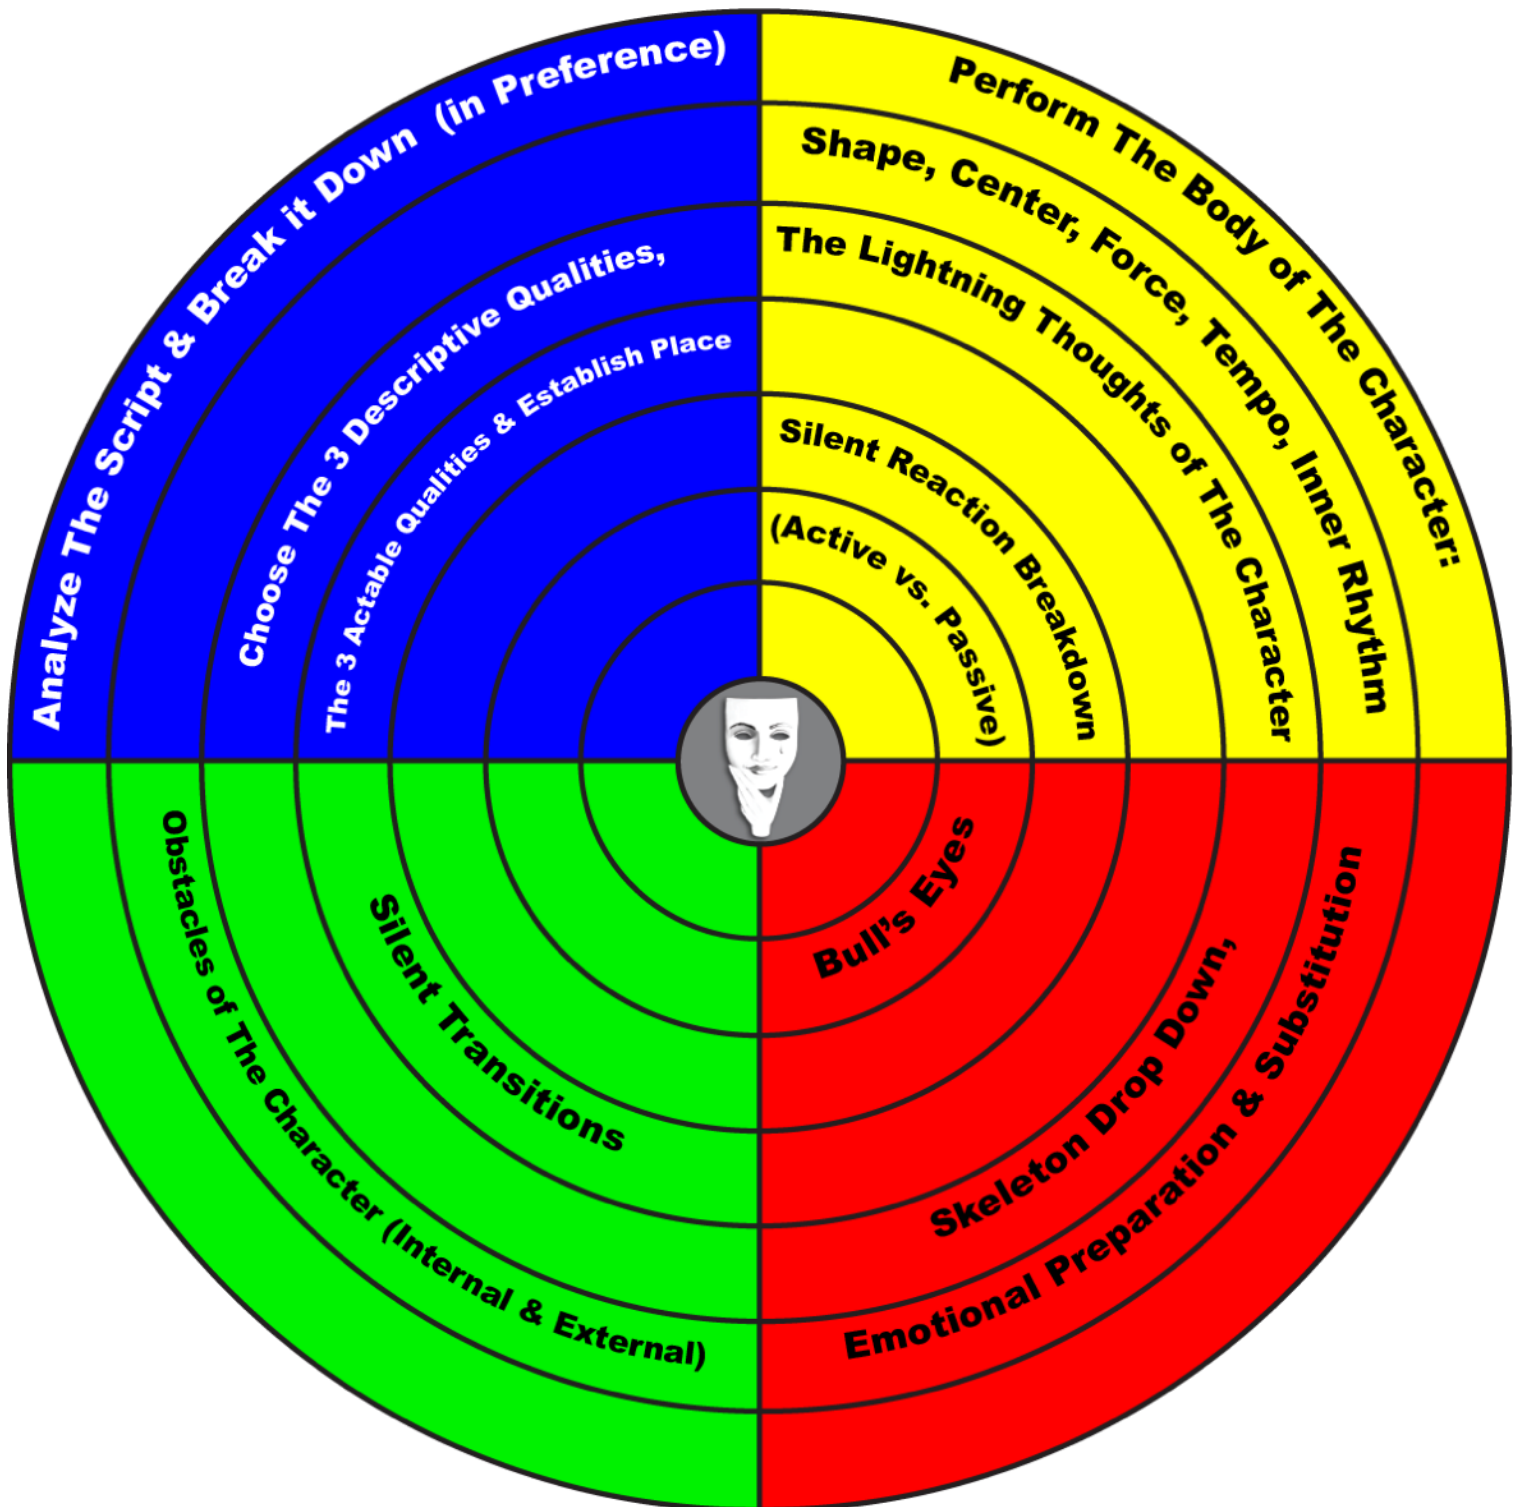 Analyze The Script & Break it Down (in Preference)
Choose The 3 Descriptive Qualities,
The 3 Actable Qualities & Establish Place
Perform The Body of The Character:
Shape, Center, Force, Tempo, Inner Rhythm
The Lightning Thoughts of The Character
Silent Reaction Breakdown
(Active vs. Passive)
Obstacles of The Character (Internal & External)
Silent Transitions
Bull's Eyes
Skeleton Drop Down,
Emotional Preparation & Substitution